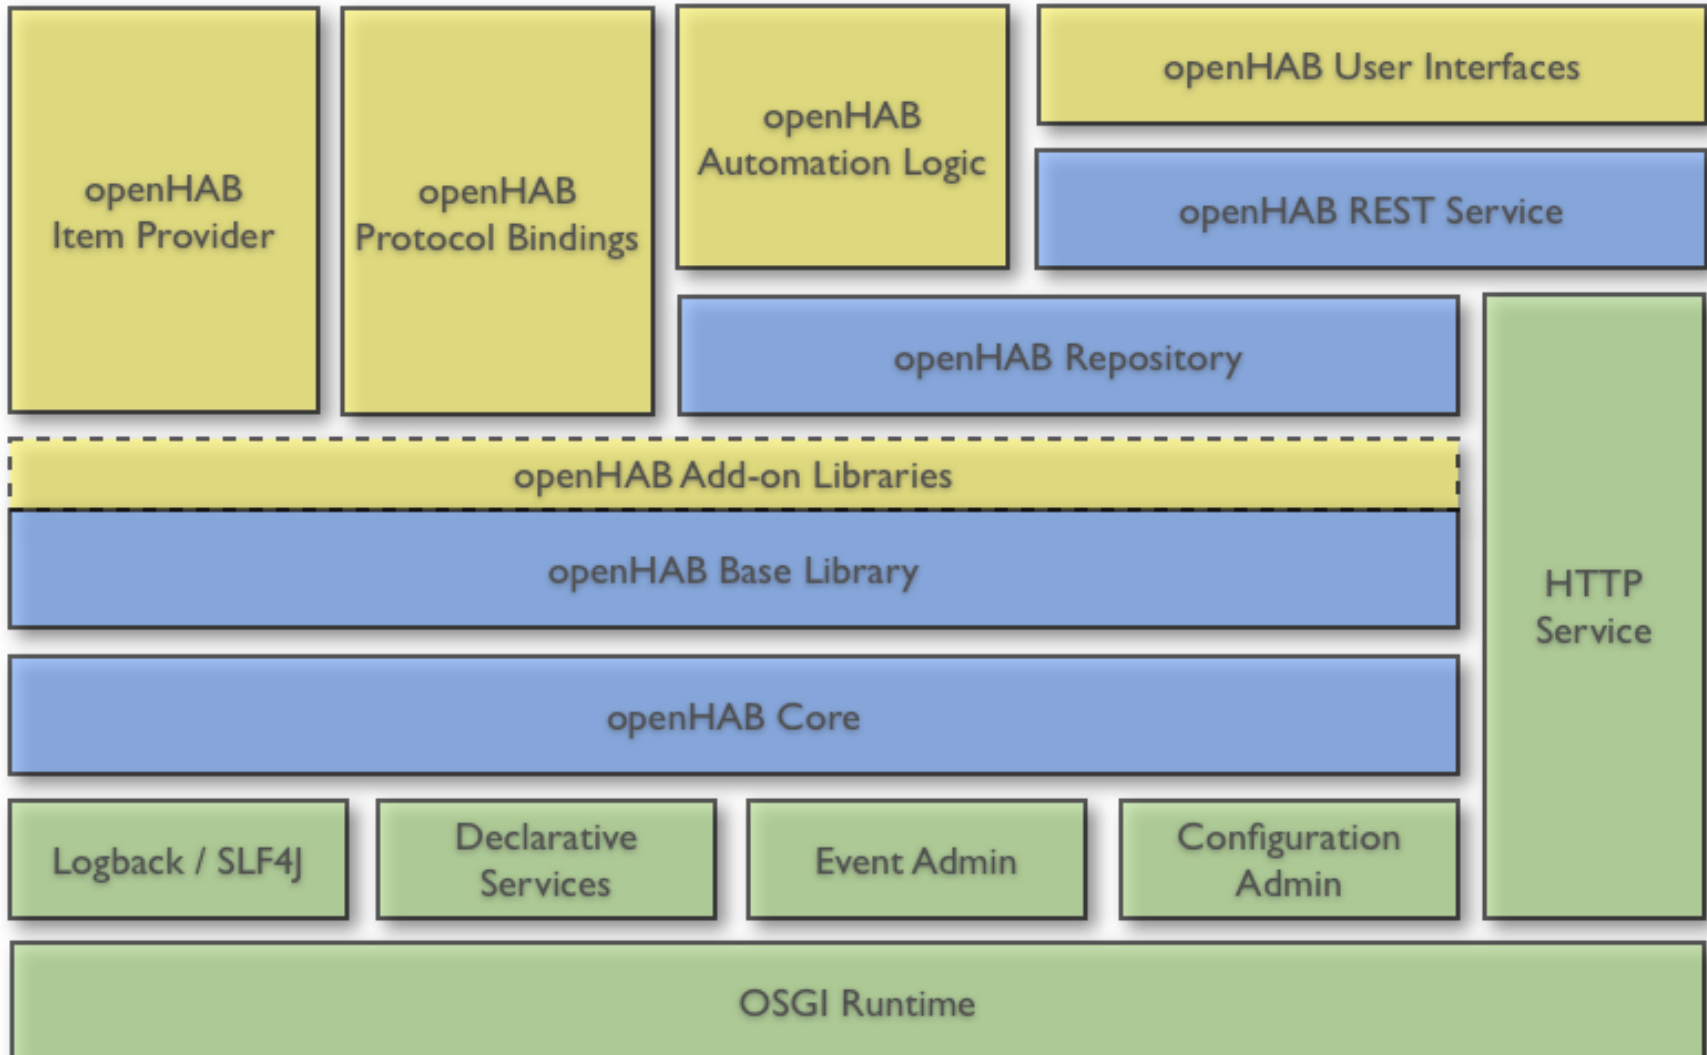 openHAB
Item Provider
openHAB
Protocol Bindings
openHAB
Automation Logic
openHAB User Interfaces
openHAB REST Service
openHAB Repository
openHAB Add-on Libraries
openHAB Base Library
HTTP
Service
openHAB Core
Logback / SLF4J
Declarative
Services
Event Admin
Configuration
Admin
OSGI Runtime